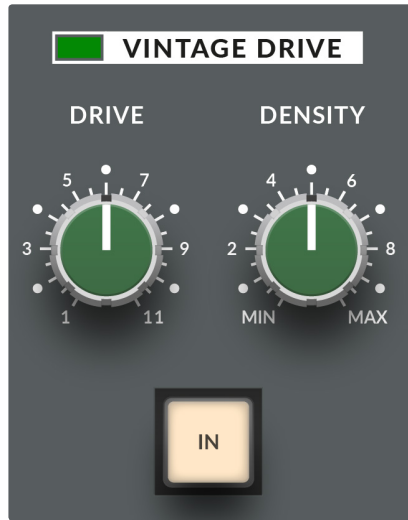 VINTAGE DRIVE
DRIVE DENSITY
5 7 4 6
3 9 2 8
1 11 MIN MAX
IN